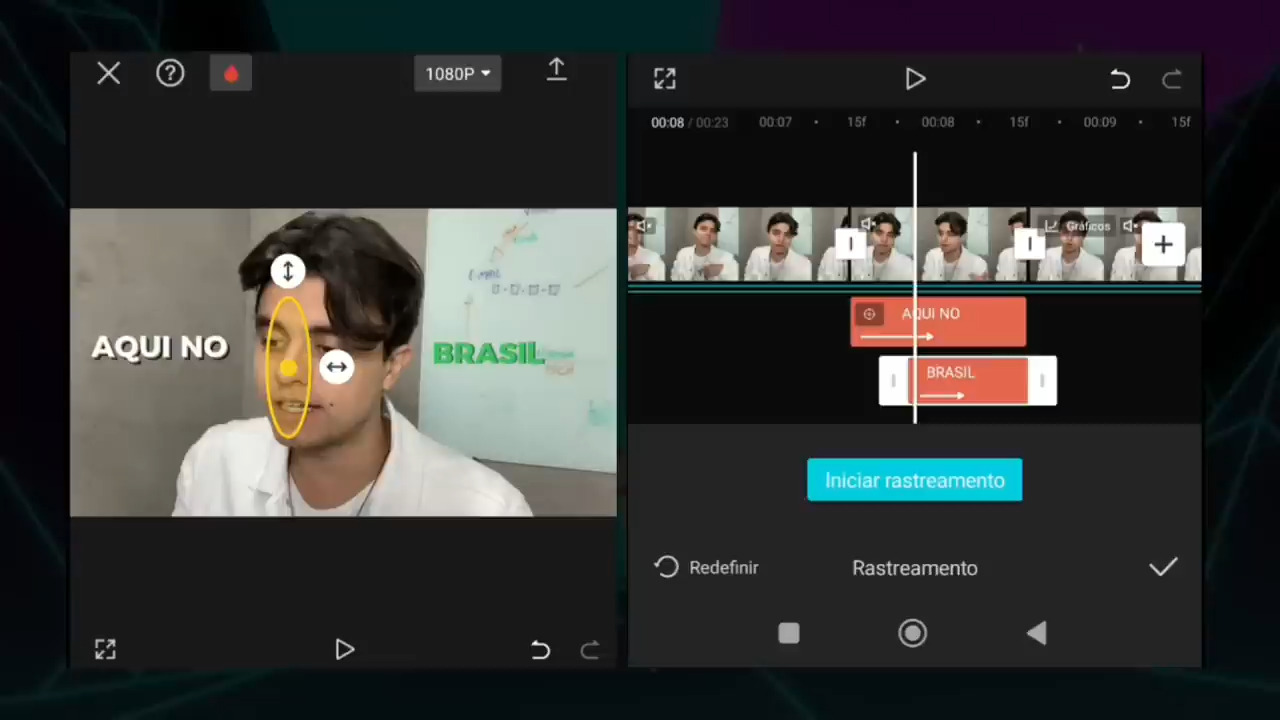 1080P
AQUI NO
BRASIL
00:08 / 00:23
00:07
15f
00:08
15f
00:09
15f
Gráficos
AQUI NO
BRASIL
Iniciar rastreamento
Redefinir
Rastreamento